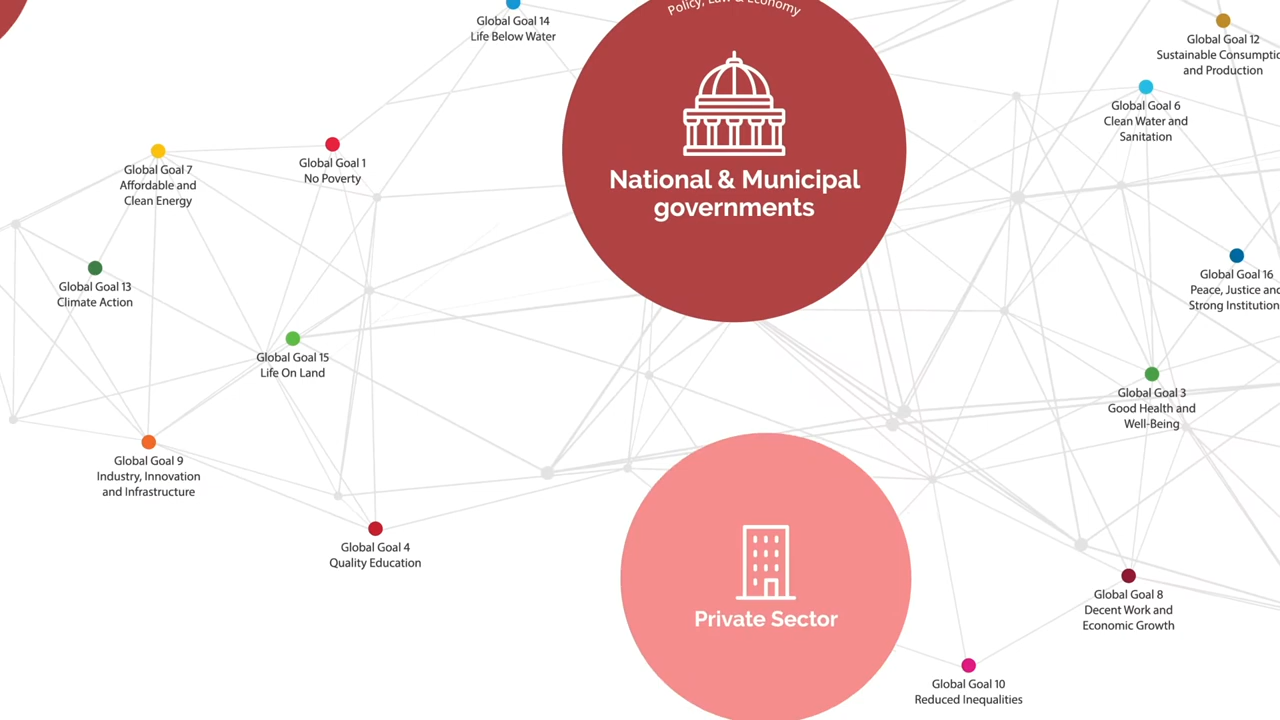 Policy, Law & Economy
Global Goal 14
Life Below Water
Global Goal 12
Sustainable
and Production
Global Goal 6
Clean Water and
Sanitation
Global Goal 1
No Poverty
Global Goal 7
Affordable and
Clean Energy
National & Municipal
governments
Global Goal 13
Climate Action
Global Goal 16
Peace, Justice and
Strong Institution
Global Goal 15
Life On Land
Global Goal 3
Good Health and
Well-Being
Global Goal 9
Industry, Innovation
and Infrastructure
Global Goal 4
Quality Education
Private Sector
Global Goal 8
Decent Work and
Economic Growth
Global Goal 10
Reduced Inequalities